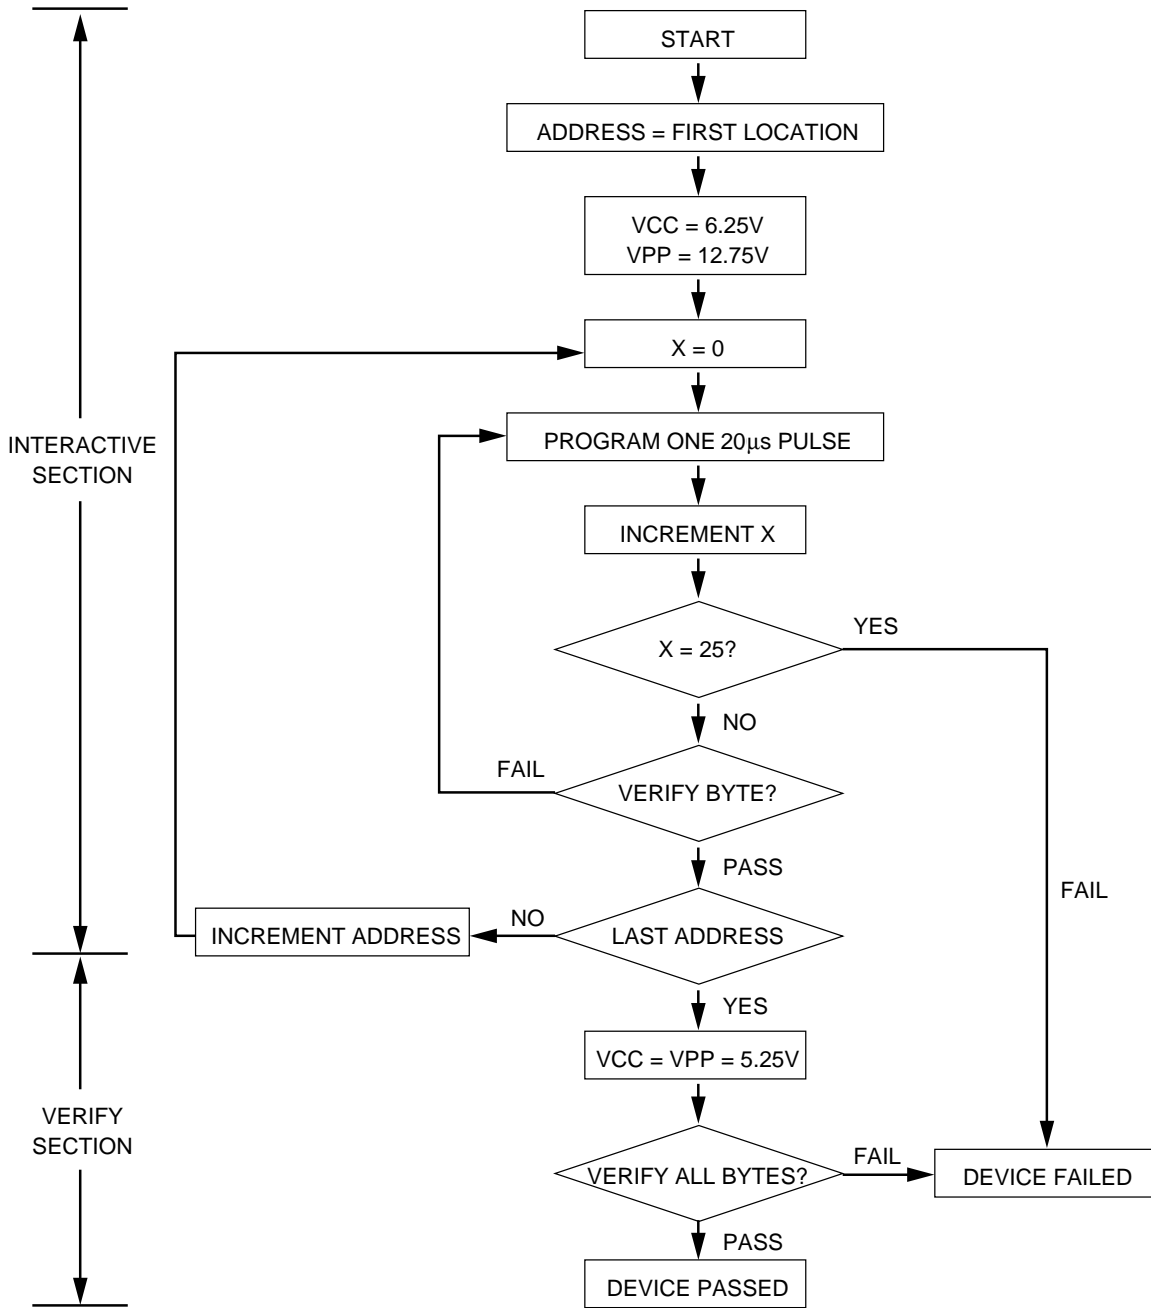 START
ADDRESS = FIRST LOCATION
VCC = 6.25V
VPP = 12.75V
X = 0
INTERACTIVE
SECTION
PROGRAM ONE 20μs PULSE
INCREMENT X
X = 25?
YES
NO
FAIL
VERIFY BYTE?
PASS
FAIL
INCREMENT ADDRESS
NO
LAST ADDRESS
YES
VCC = VPP = 5.25V
VERIFY
SECTION
VERIFY ALL BYTES?
FAIL
DEVICE FAILED
PASS
DEVICE PASSED